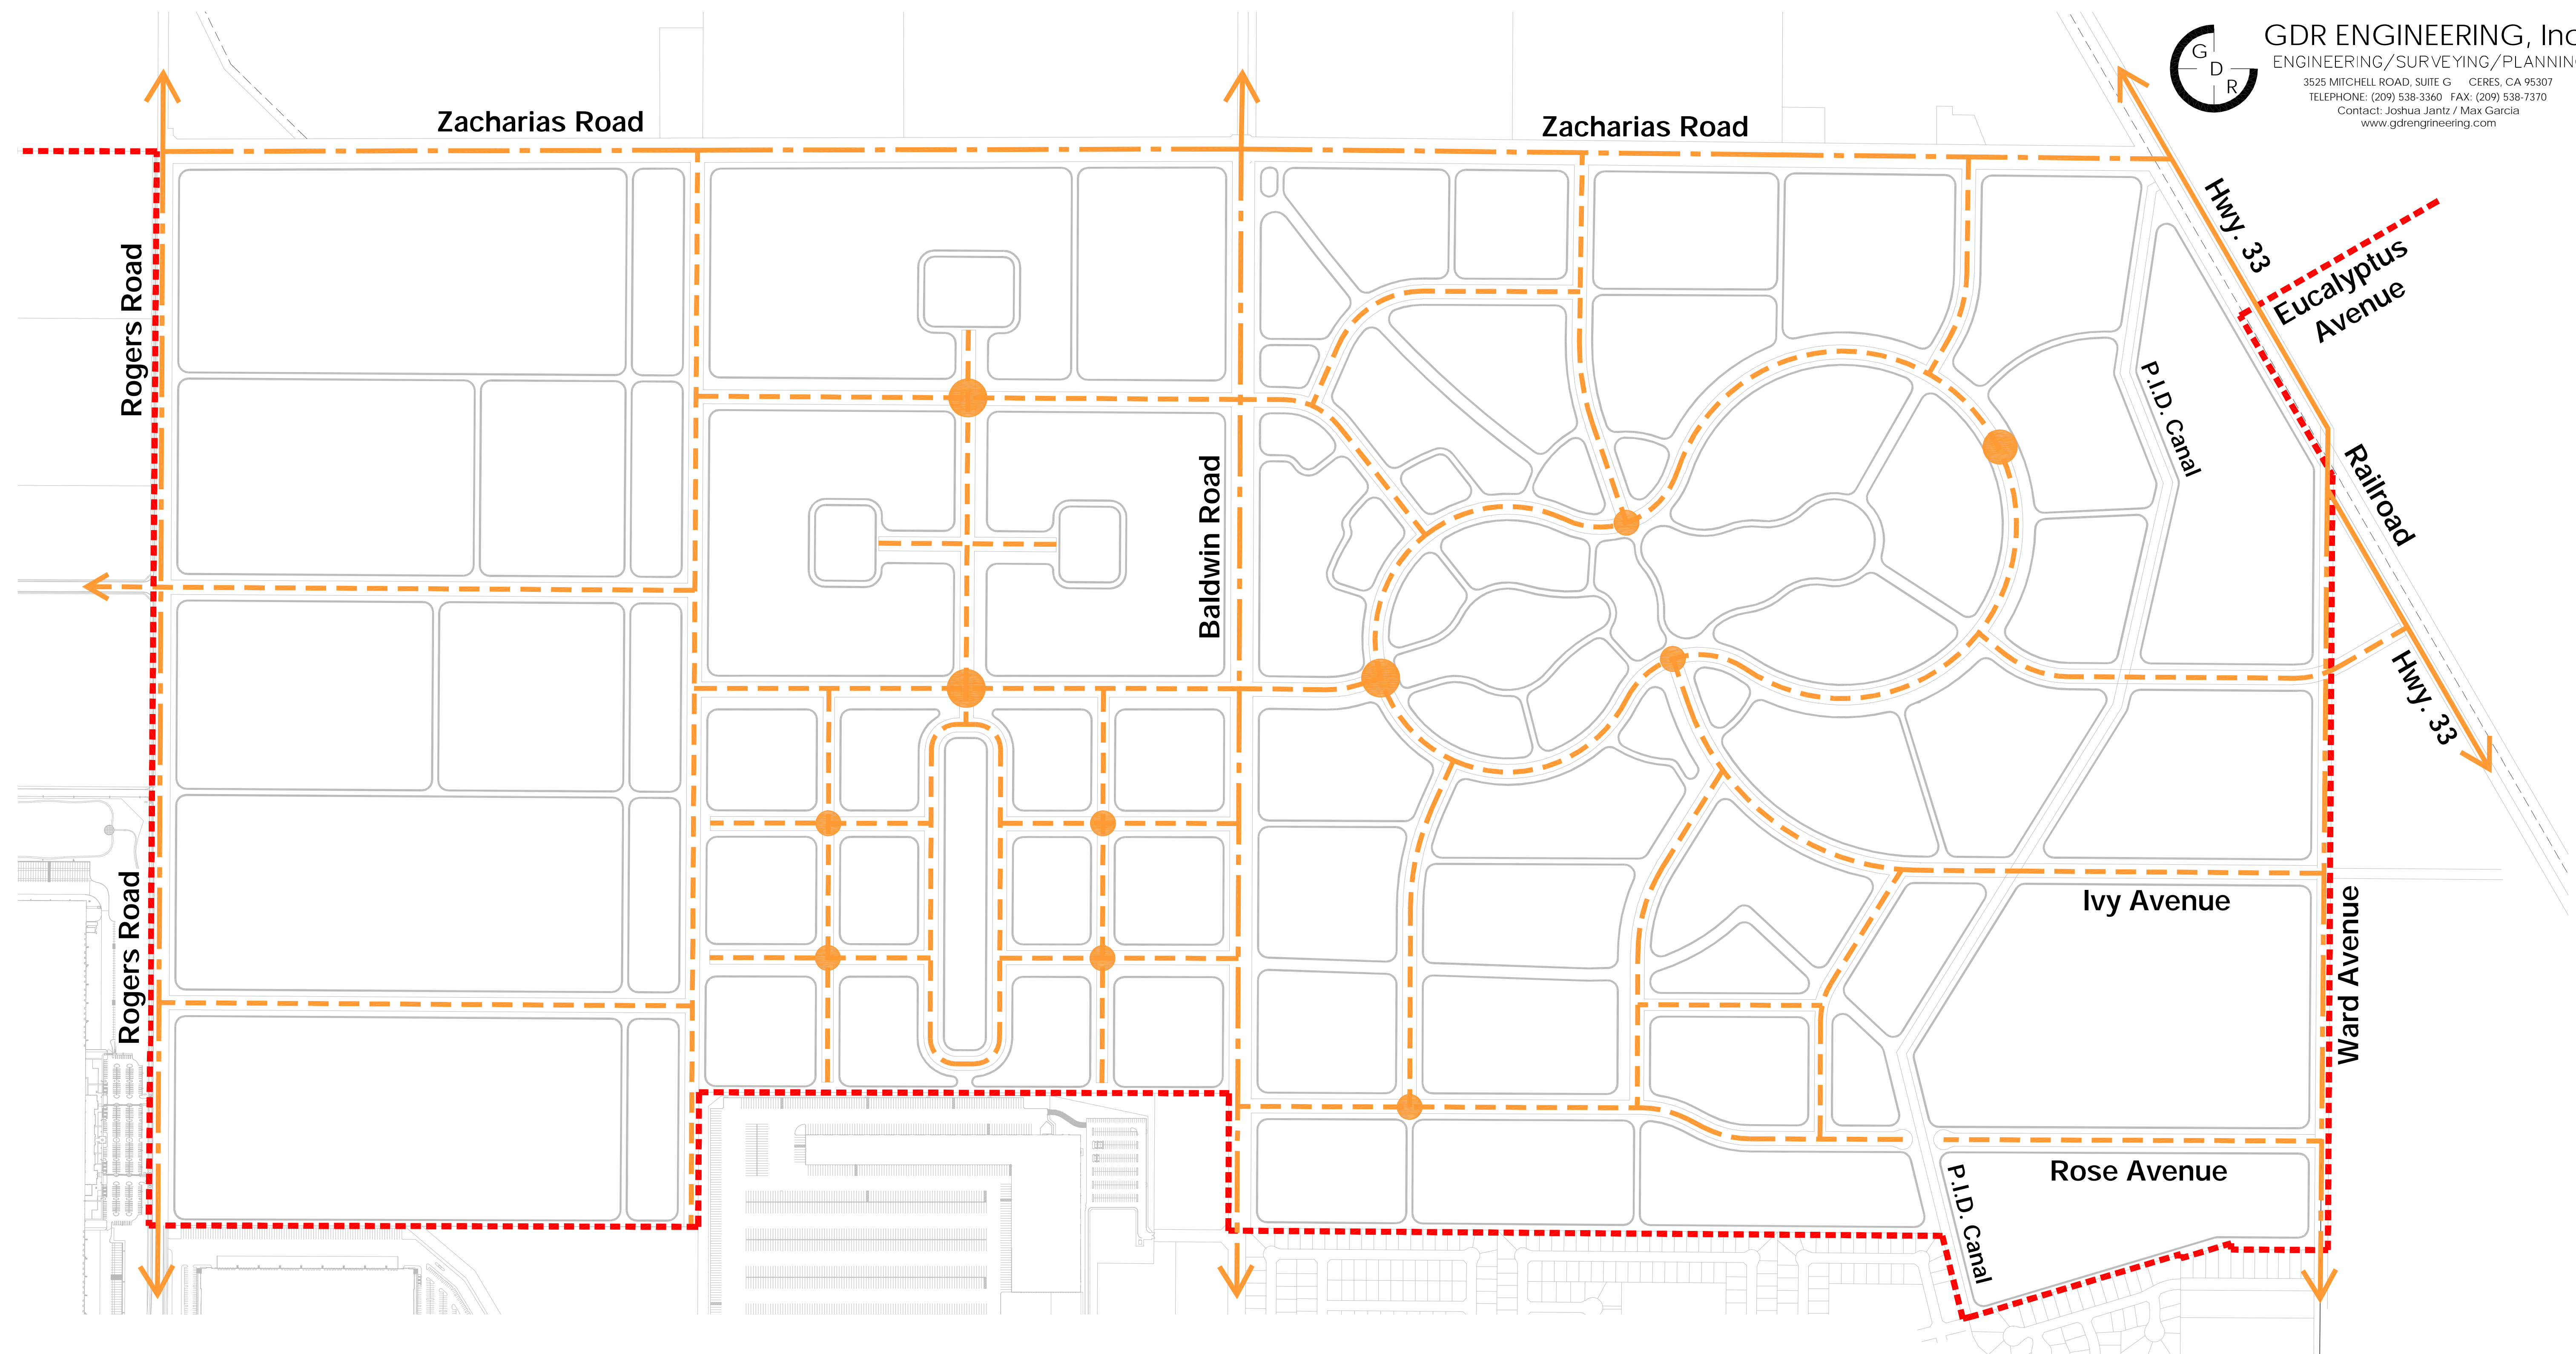 G
D
R
GDR ENGINEERING, Inc
ENGINEERING/SURVEYING/PLANNING
3525 MITCHELL ROAD, SUITE G CERES, CA 95307
TELEPHONE: (209) 538-3360 FAX: (209) 538-7370
Contact: Joshua Jantz / Max Garcia
www.gdrengrineering.com
Zacharias Road
Zacharias Road
Hwy. 33
Eucalyptus
Avenue
Rogers Road
P.I.D. Canal
Baldwin Road
Railroad
Hwy. 33
Rogers Road
Ivy Avenue
Ward Avenue
Rose Avenue
P.I.D. Canal